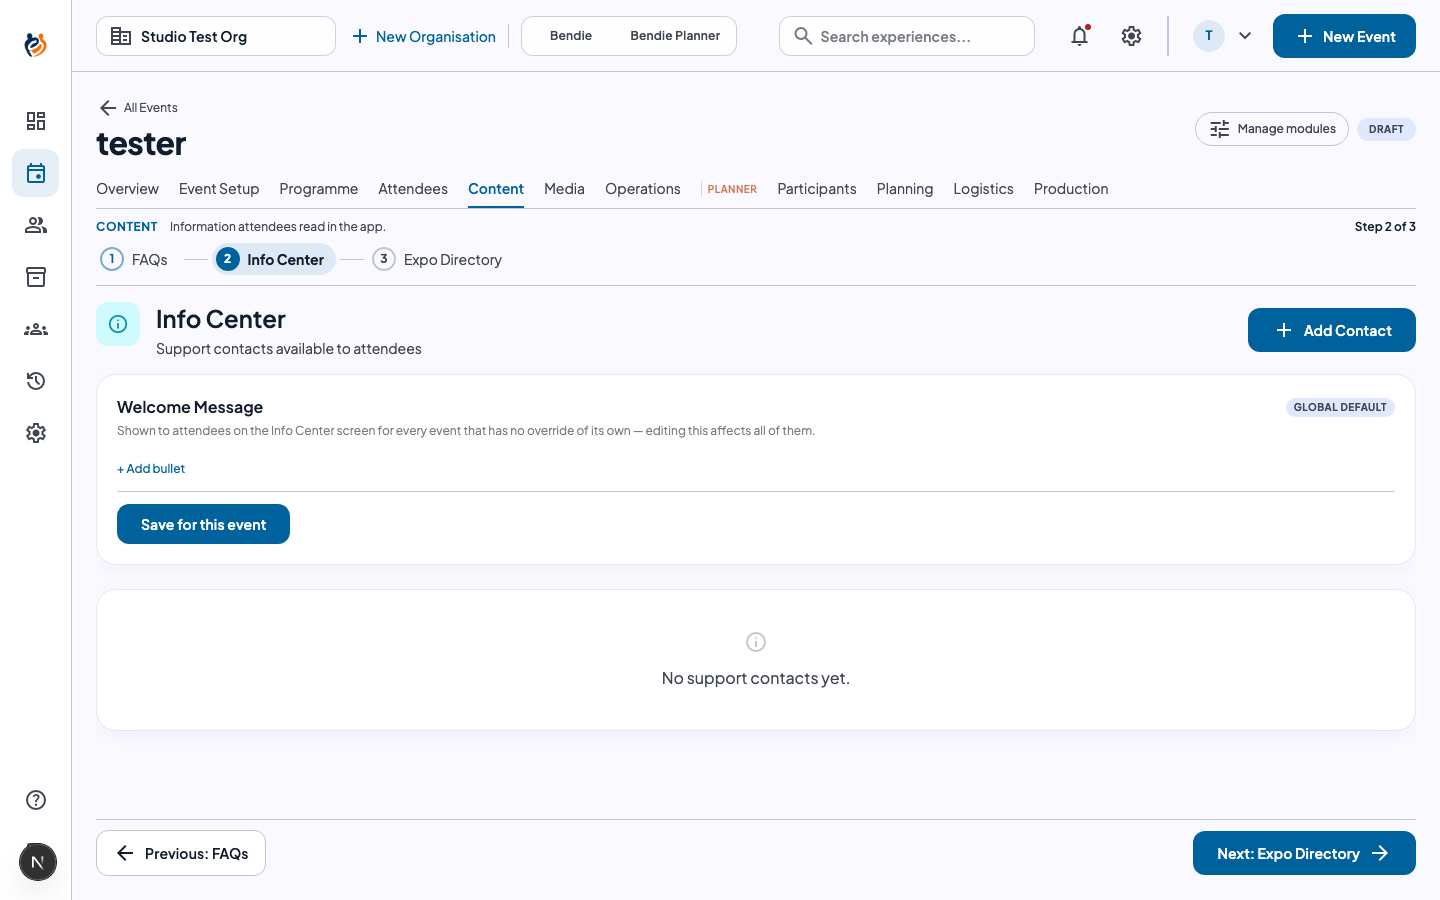 Studio Test Org
New Organisation
Bendie
Bendie Planner
Search experiences...
T
New Event
All Events
tester
Manage modules
DRAFT
Overview
Event Setup
Programme
Attendees
Content
Media
Operations
PLANNER
Participants
Planning
Logistics
Production
CONTENT
Information attendees read in the app.
Step 2 of 3
1 FAQs
2 Info Center
3 Expo Directory
Info Center
Support contacts available to attendees
Add Contact
Welcome Message
GLOBAL DEFAULT
Shown to attendees on the Info Center screen for every event that has no override of its own — editing this affects all of them.
+ Add bullet
Save for this event
No support contacts yet.
N
Previous: FAQs
Next: Expo Directory